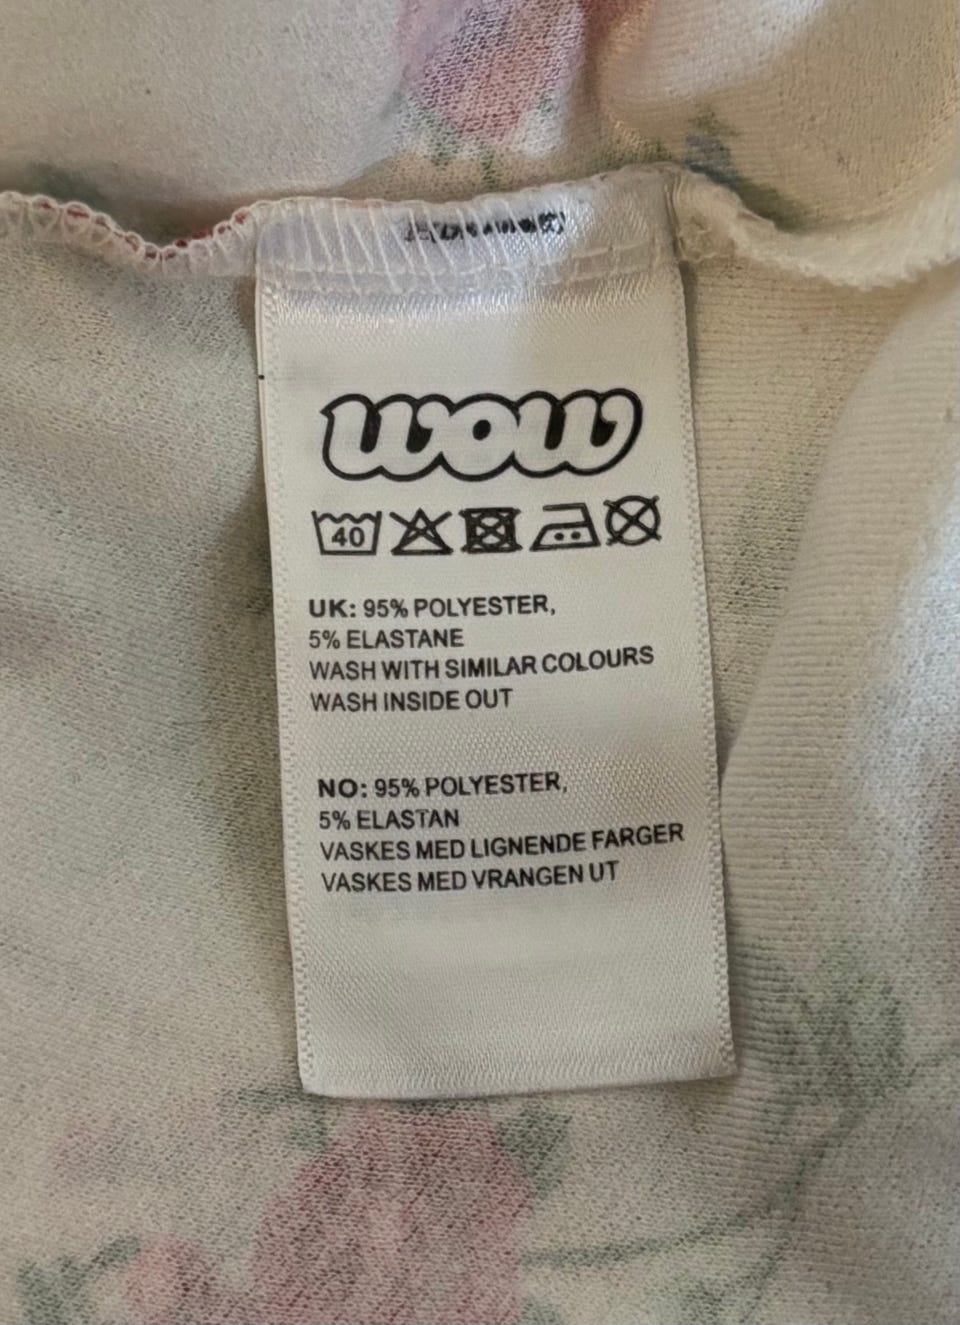 wow
40
UK: 95% POLYESTER,
5% ELASTANE
WASH WITH SIMILAR COLOURS
WASH INSIDE OUT
NO: 95% POLYESTER,
5% ELASTAN
VASKES MED LIGNENDE FARGER
VASKES MED VRANGEN UT